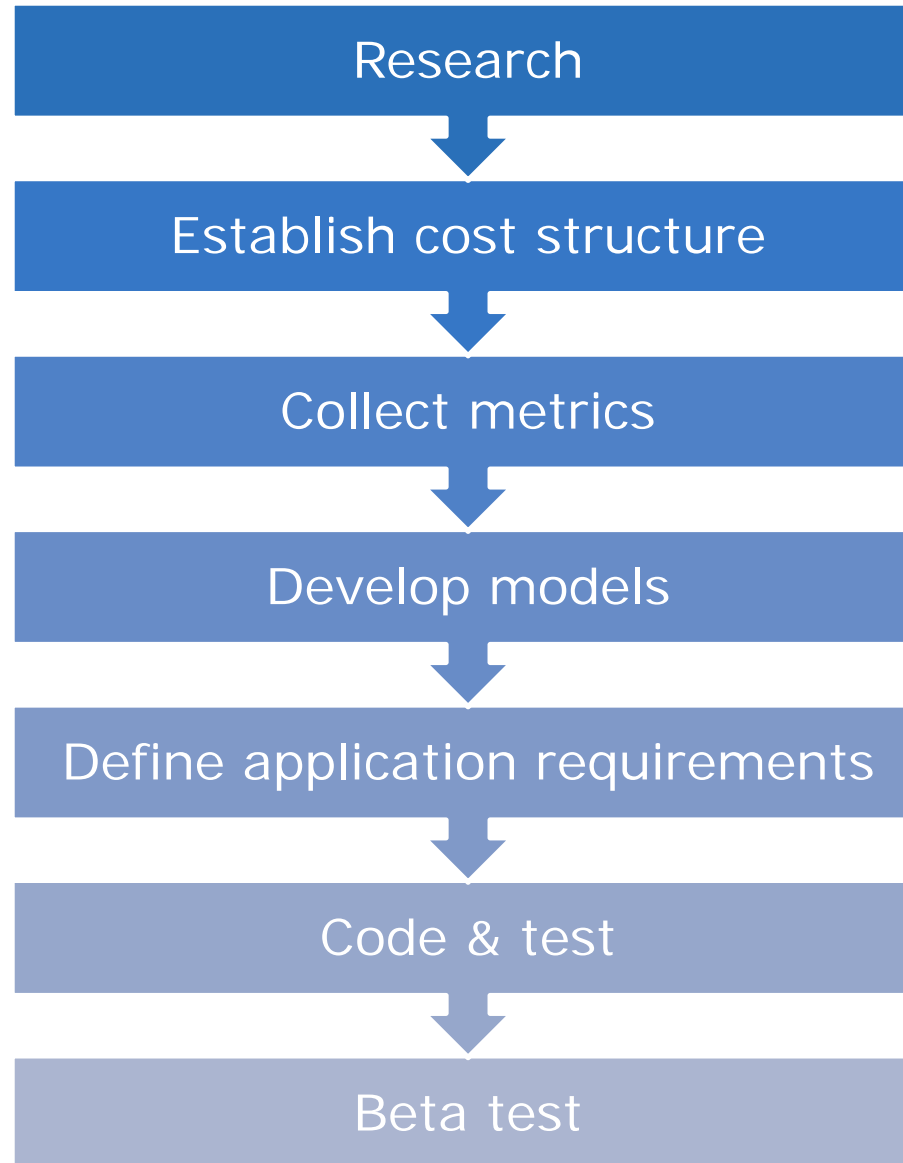 Research
Establish cost structure
Collect metrics
Develop models
Define application requirements
Code & test
Beta test